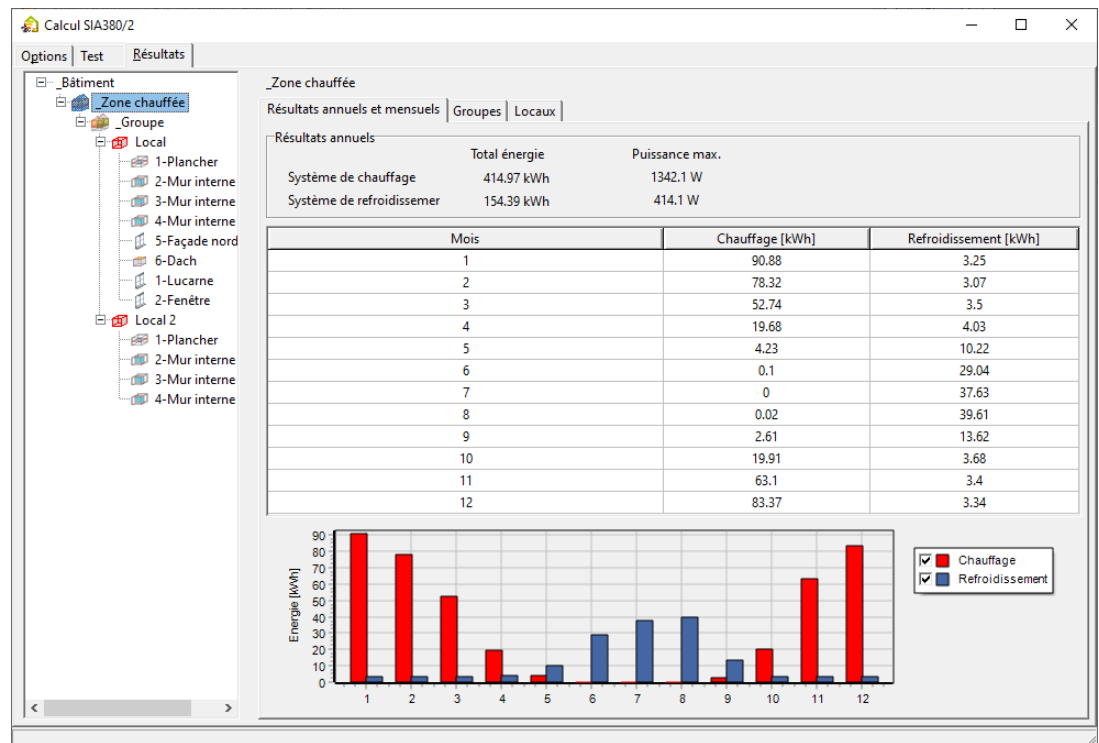 Calcul SIA380/2
Options Test Résultats
_Bâtiment
_Zone chauffée
_Groupe
Local
1-Plancher
2-Mur interne
3-Mur interne
4-Mur interne
5-Façade nord
6-Dach
1-Lucarne
2-Fenêtre
Local 2
1-Plancher
2-Mur interne
3-Mur interne
4-Mur interne
_Zone chauffée
Résultats annuels et mensuels Groupes Locaux
Résultats annuels
Total énergie Puissance max.
Système de chauffage 414.97 kWh 1342.1 W
Système de refroidissemer 154.39 kWh 414.1 W
Mois Chauffage [kWh] Refroidissement [kWh]
1 90.88 3.25
2 78.32 3.07
3 52.74 3.5
4 19.68 4.03
5 4.23 10.22
6 0.1 29.04
7 0 37.63
8 0.02 39.61
9 2.61 13.62
10 19.91 3.68
11 63.1 3.4
12 83.37 3.34
Energie [kWh]
90
80
70
60
50
40
30
20
10
0
1 2 3 4 5 6 7 8 9 10 11 12
Chauffage
Refroidissement